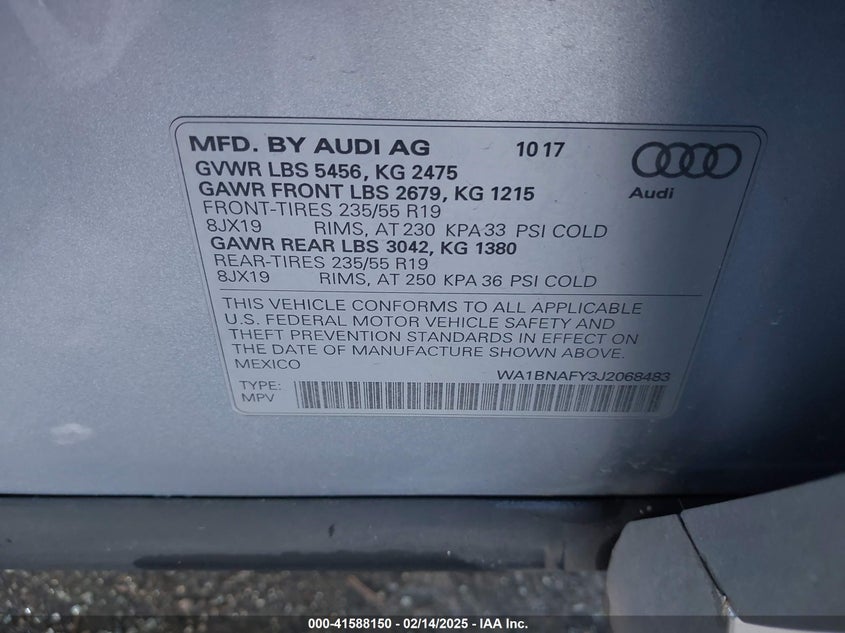 MFD. BY AUDI AG 10 17
GVWR LBS 5456, KG 2475
GAWR FRONT LBS 2679, KG 1215
FRONT-TIRES 235/55 R19
8JX19 RIMS, AT 230 KPA 33 PSI COLD
GAWR REAR LBS 3042, KG 1380
REAR-TIRES 235/55 R19
8JX19 RIMS, AT 250 KPA 36 PSI COLD
Audi
THIS VEHICLE CONFORMS TO ALL APPLICABLE
U.S. FEDERAL MOTOR VEHICLE SAFETY AND
THEFT PREVENTION STANDARDS IN EFFECT ON
THE DATE OF MANUFACTURE SHOWN ABOVE.
MEXICO
WA1BNAFY3J2068483
TYPE:
MPV
000-41588150 - 02/14/2025 - IAA Inc.